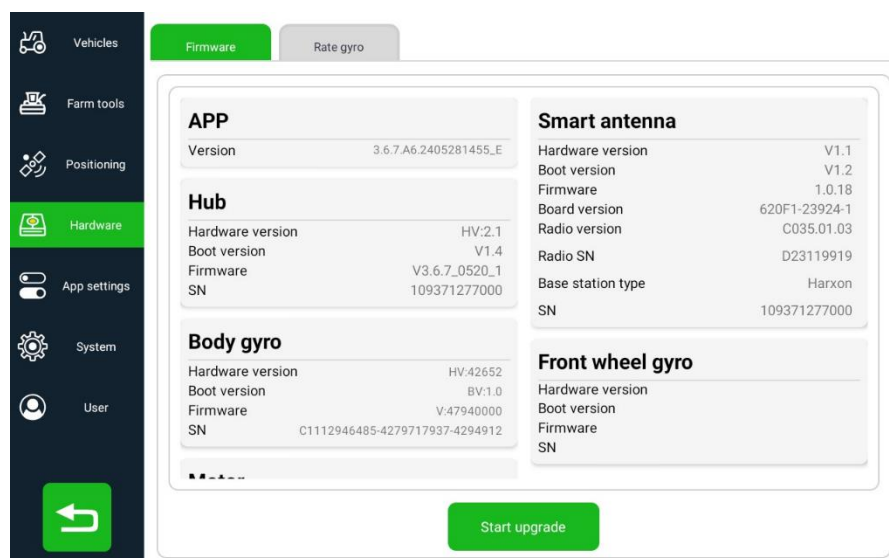 Vehicles
Farm tools
Positioning
Hardware
App settings
System
User
Firmware
Rate gyro
APP
Version 3.6.7.A6.2405281455_E
Hub
Hardware version HV:2.1
Boot version V1.4
Firmware V3.6.7_0520_1
SN 109371277000
Body gyro
Hardware version HV:42652
Boot version BV:1.0
Firmware V:47940000
SN C1112946485-4279717937-4294912
Smart antenna
Hardware version V1.1
Boot version V1.2
Firmware 1.0.18
Board version 620F1-23924-1
Radio version C035.01.03
Radio SN D23119919
Base station type Harxon
SN 109371277000
Front wheel gyro
Hardware version
Boot version
Firmware
SN
Start upgrade